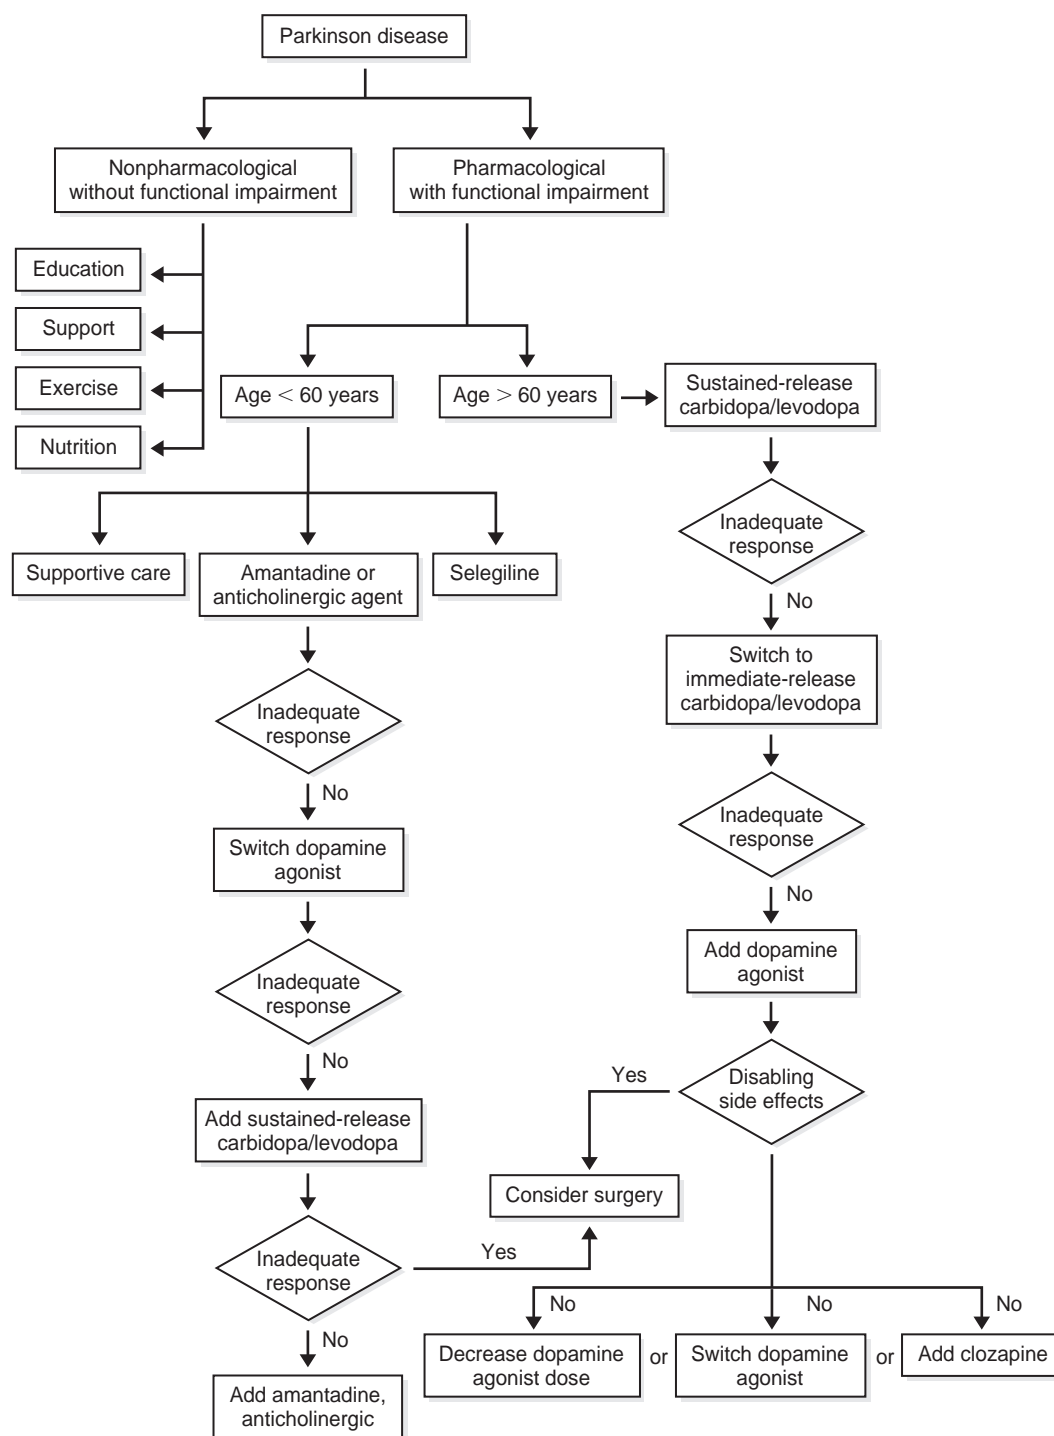 Parkinson disease
Nonpharmacological
without functional impairment
Pharmacological
with functional impairment
Education
Support
Exercise
Nutrition
Age < 60 years
Age > 60 years
Sustained-release
carbidopa/levodopa
Supportive care
Amantadine or
anticholinergic agent
Selegiline
Inadequate
response
No
Switch dopamine
agonist
Inadequate
response
No
Add sustained-release
carbidopa/levodopa
Inadequate
response
Yes
No
Add amantadine,
anticholinergic
Inadequate
response
No
Switch to
immediate-release
carbidopa/levodopa
Inadequate
response
No
Add dopamine
agonist
Disabling
side effects
Yes
Consider surgery
No
No
No
Decrease dopamine
agonist dose
or
Switch dopamine
agonist
or
Add clozapine